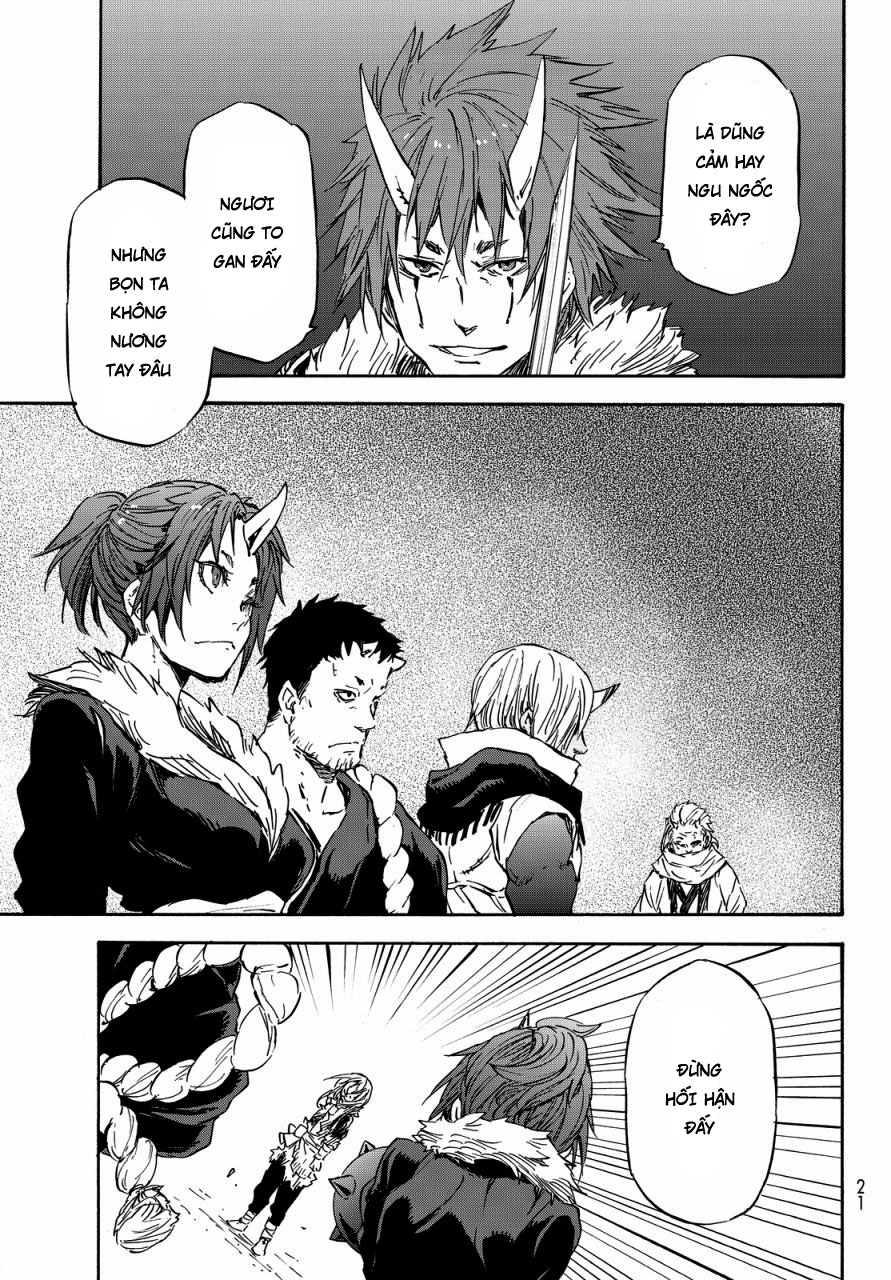 LÀ DŨNG
CẢM HAY
NGU NGỐC
ĐÂY?
NGƯƠI
CŨNG TO
GAN ĐẤY
NHƯNG
BỌN TA
KHÔNG
NƯƠNG
TAY ĐÂU
ĐỪNG
HỐI HẬN
ĐẤY
21